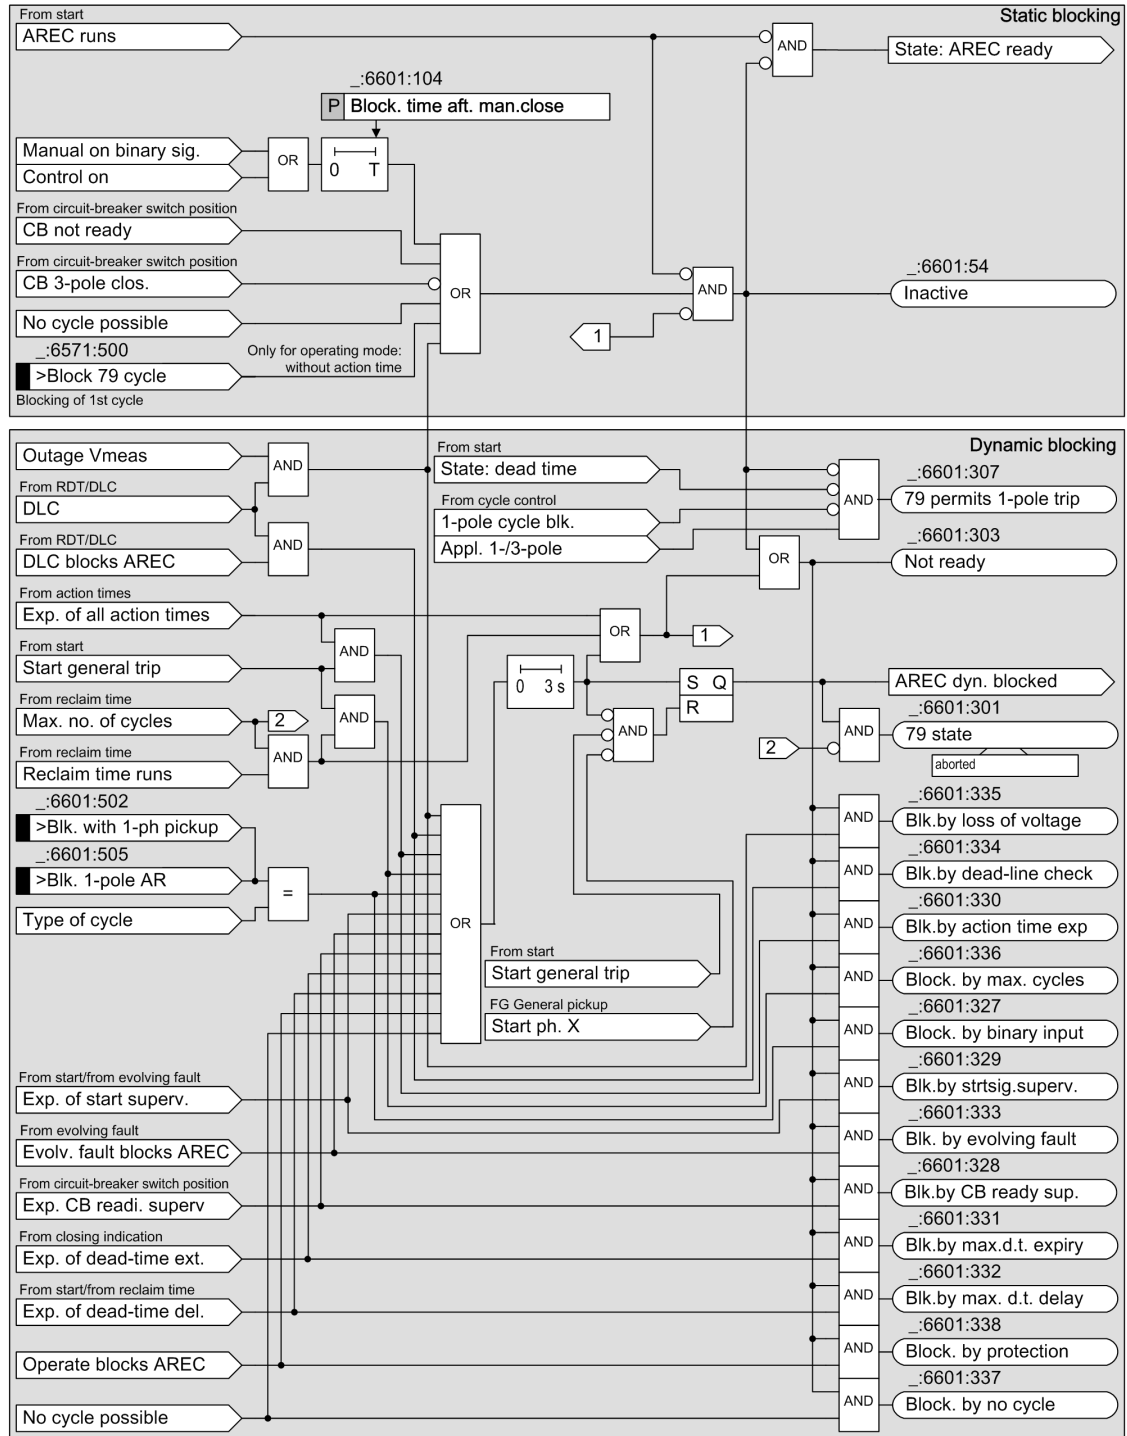 From start
Static blocking
AREC runs
AND
State: AREC ready
_:6601:104
P Block. time aft. man.close
Manual on binary sig.
OR
0 T
Control on
From circuit-breaker switch position
CB not ready
From circuit-breaker switch position
CB 3-pole clos.
OR
AND
_:6601:54
Inactive
No cycle possible
1
_:6571:500
Only for operating mode:
without action time
>Block 79 cycle
Blocking of 1st cycle
Dynamic blocking
Outage Vmeas
AND
From start
State: dead time
_:6601:307
From RDT/DLC
DLC
From cycle control
1-pole cycle blk.
AND
79 permits 1-pole trip
From RDT/DLC
DLC blocks AREC
AND
Appl. 1-/3-pole
OR
_:6601:303
Not ready
From action times
Exp. of all action times
OR
1
From start
Start general trip
AND
0 3 s
S Q
R
AREC dyn. blocked
From reclaim time
Max. no. of cycles
2
AND
AND
_:6601:301
AND
79 state
2
aborted
From reclaim time
Reclaim time runs
AND
_:6601:502
>Blk. with 1-ph pickup
_:6601:335
AND
Blk.by loss of voltage
_:6601:505
>Blk. 1-pole AR
=
_:6601:334
AND
Blk.by dead-line check
Type of cycle
OR
_:6601:330
AND
Blk.by action time exp
From start
Start general trip
_:6601:336
AND
Block. by max. cycles
FG General pickup
Start ph. X
_:6601:327
AND
Block. by binary input
From start/from evolving fault
Exp. of start superv.
_:6601:329
AND
Blk.by strtsig.superv.
From evolving fault
Evolv. fault blocks AREC
_:6601:333
AND
Blk. by evolving fault
From circuit-breaker switch position
Exp. CB readi. superv
_:6601:328
AND
Blk.by CB ready sup.
From closing indication
Exp. of dead-time ext.
_:6601:331
AND
Blk.by max.d.t. expiry
From start/from reclaim time
Exp. of dead-time del.
_:6601:332
AND
Blk.by max. d.t. delay
Operate blocks AREC
_:6601:338
AND
Block. by protection
No cycle possible
_:6601:337
AND
Block. by no cycle